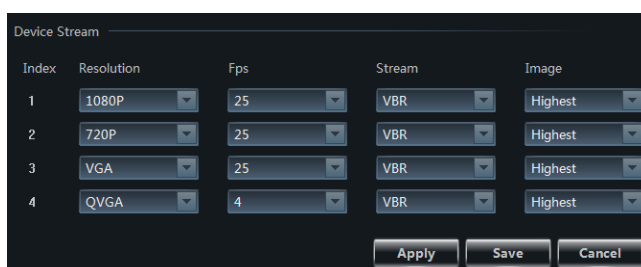 Device Stream
Index Resolution Fps Stream Image
1 1080P 25 VBR Highest
2 720P 25 VBR Highest
3 VGA 25 VBR Highest
4 QVGA 4 VBR Highest
Apply Save Cancel